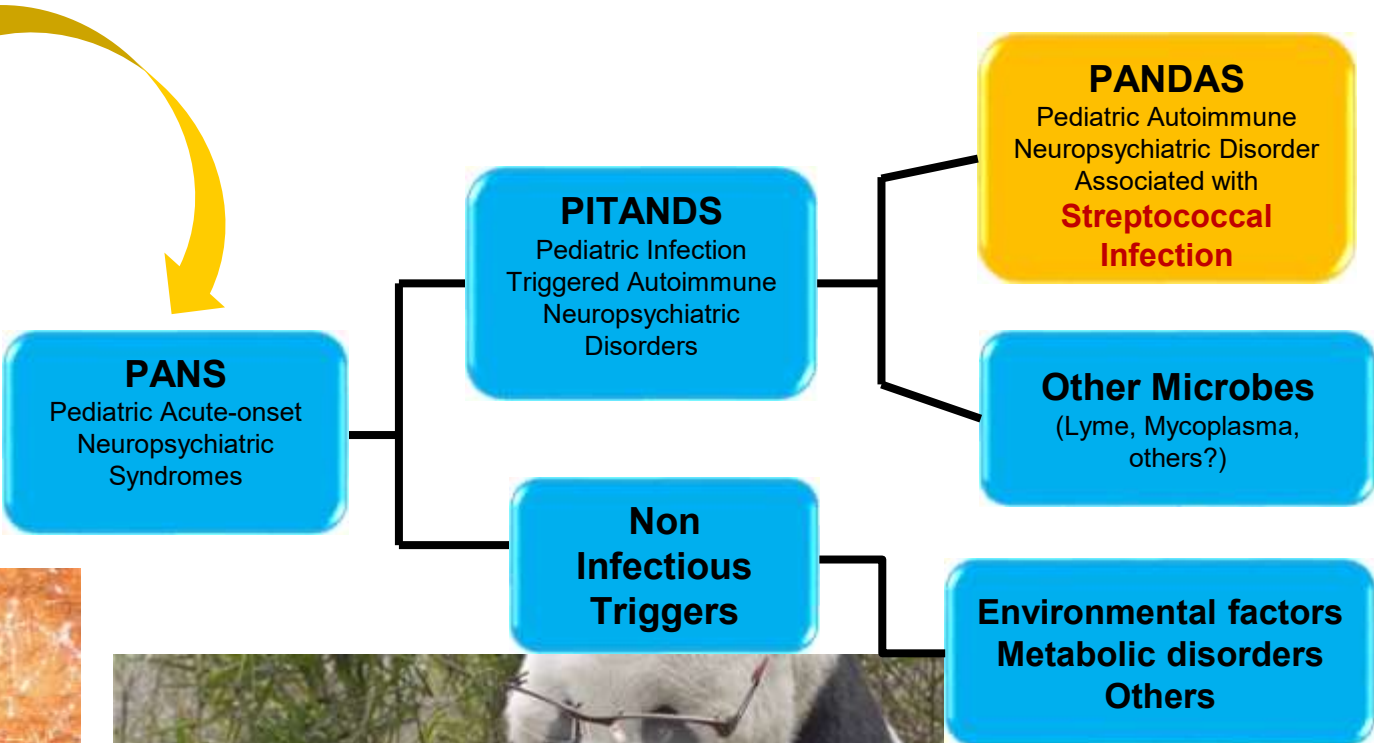 PANS
Pediatric Acute-onset
Neuropsychiatric
Syndromes
PITANDS
Pediatric Infection
Triggered Autoimmune
Neuropsychiatric
Disorders
Non
Infectious
Triggers
PANDAS
Pediatric Autoimmune
Neuropsychiatric Disorder
Associated with
Streptococcal
Infection
Other Microbes
(Lyme, Mycoplasma,
others?)
Environmental factors
Metabolic disorders
Others